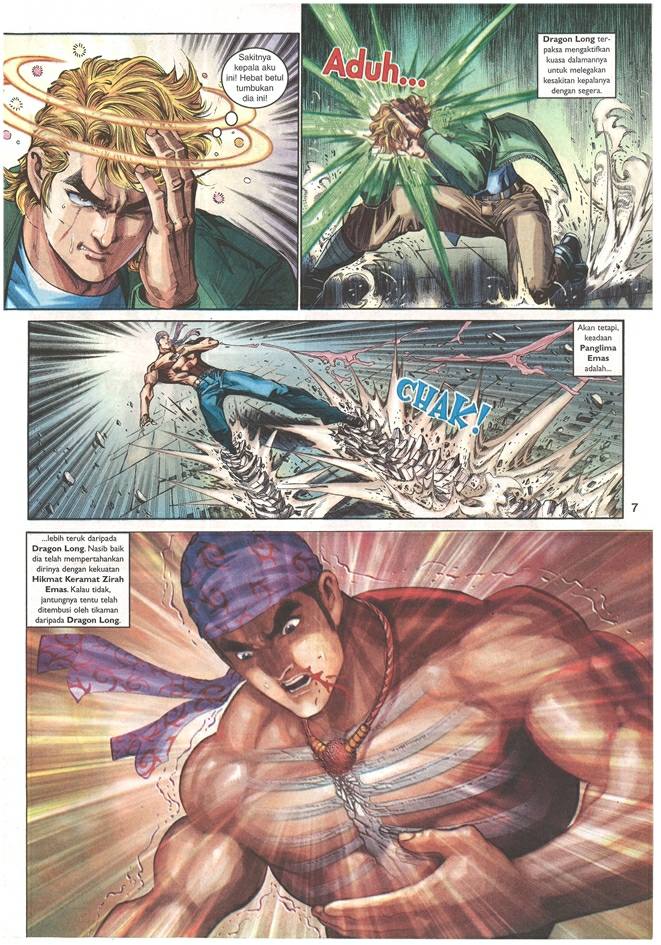 Sakitnya
kepala aku
ini! Hebat betul
tumbukan
dia ini!
Aduh...
Dragon Long ter-
paksa mengaktifkan
kuasa dalamannya
untuk melegakan
kesakitan kepalanya
dengan segera.
Akan tetapi,
keadaan
Panglima
Emas
adalah...
CHAK!
7
...lebih teruk daripada
Dragon Long. Nasib baik
dia telah mempertahankan
dirinya dengan kekuatan
Hikmat Keramat Zirah
Emas. Kalau tidak,
jantungnya tentu telah
ditembusi oleh tikaman
daripada Dragon Long.